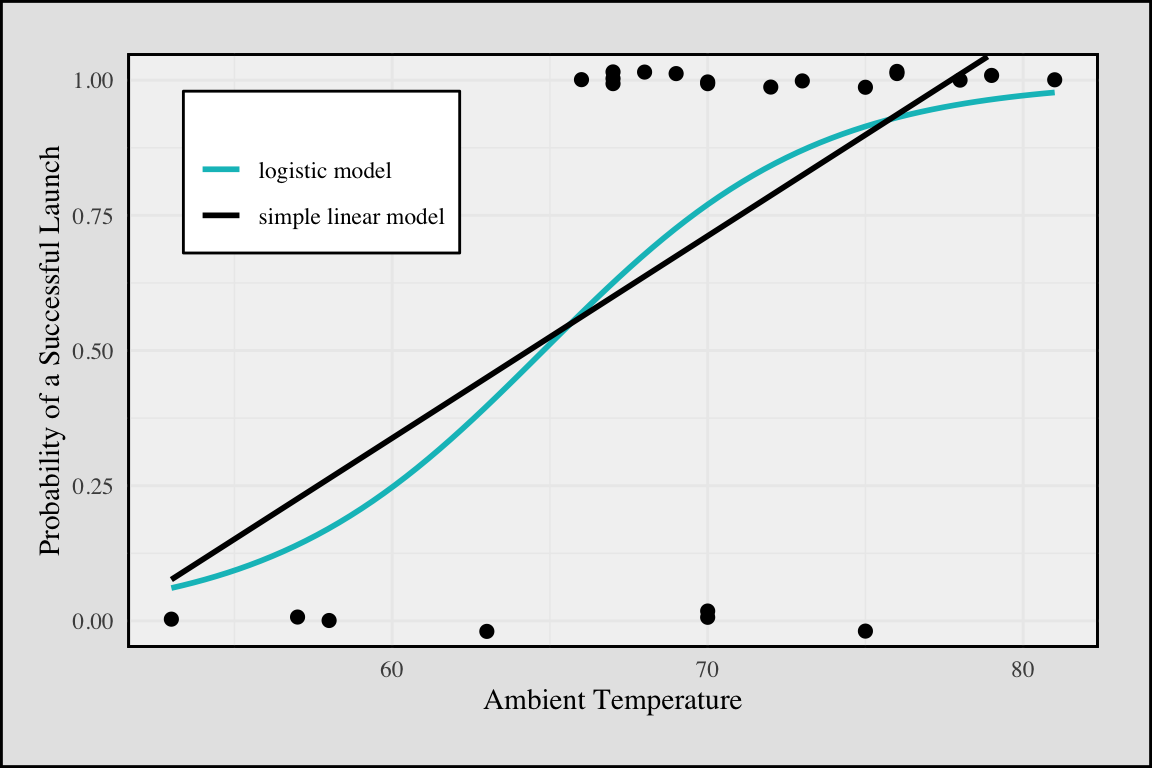 Probability of a Successful Launch
1.00
0.75
0.50
0.25
0.00
logistic model
simple linear model
60
70
80
Ambient Temperature